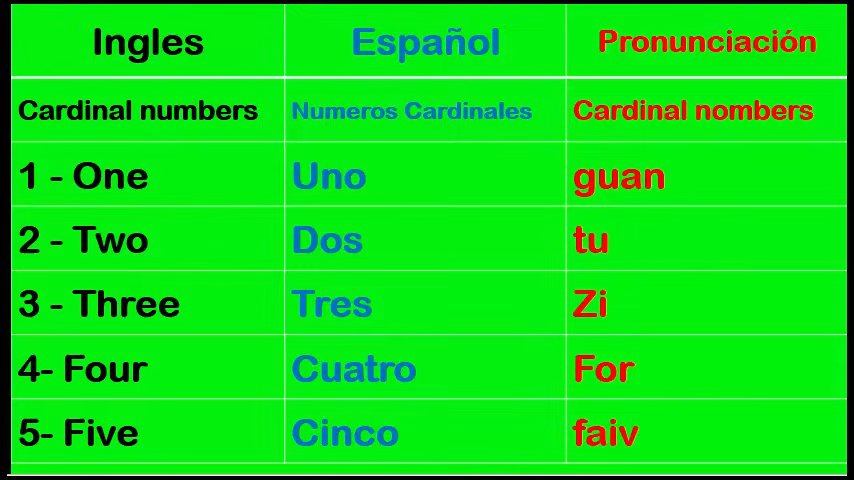 Ingles Español Pronunciación
Cardinal numbers Numeros Cardinales Cardinal nombers
1 - One Uno guan
2 - Two Dos tu
3 - Three Tres Zi
4- Four Cuatro For
5- Five Cinco faiv